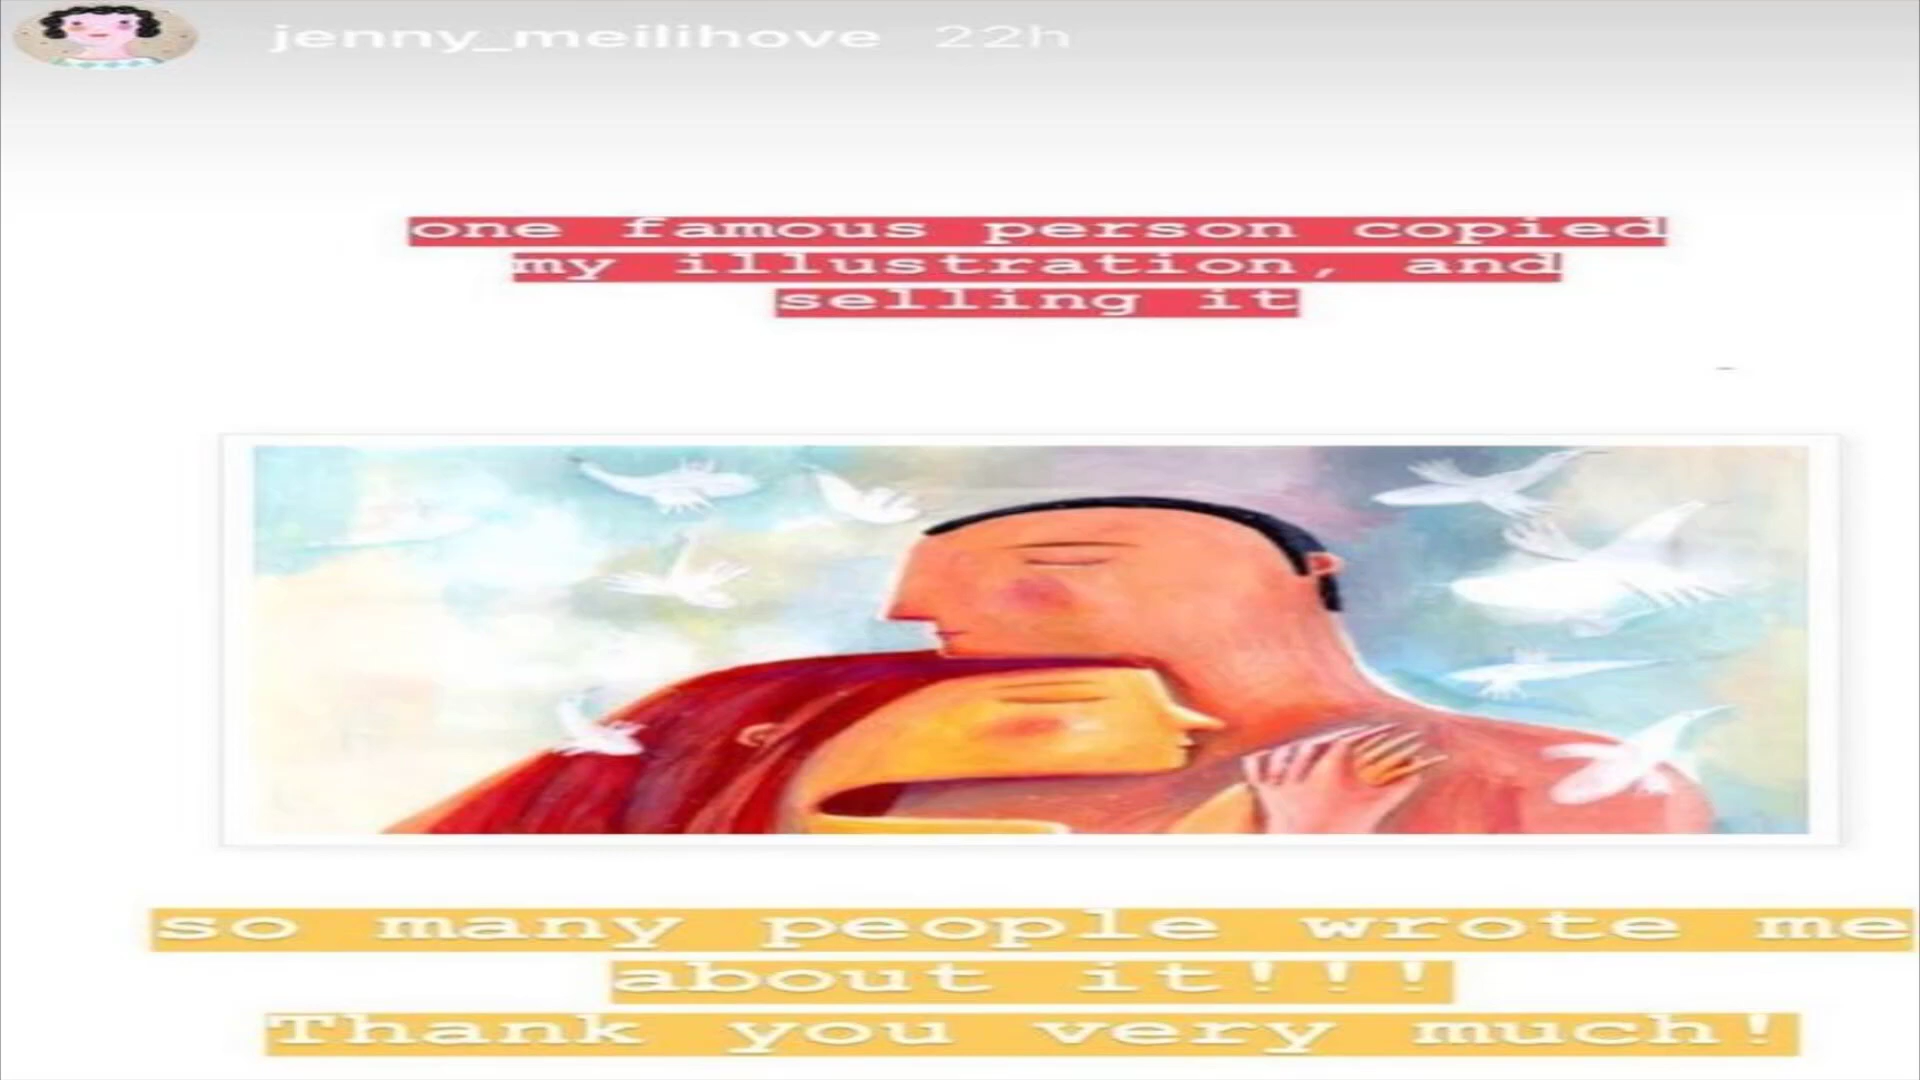 jenny_meilihove 22h
one famous person copied
my illustration, and
selling it
so many people wrote me
about it!!!
Thank you very much!